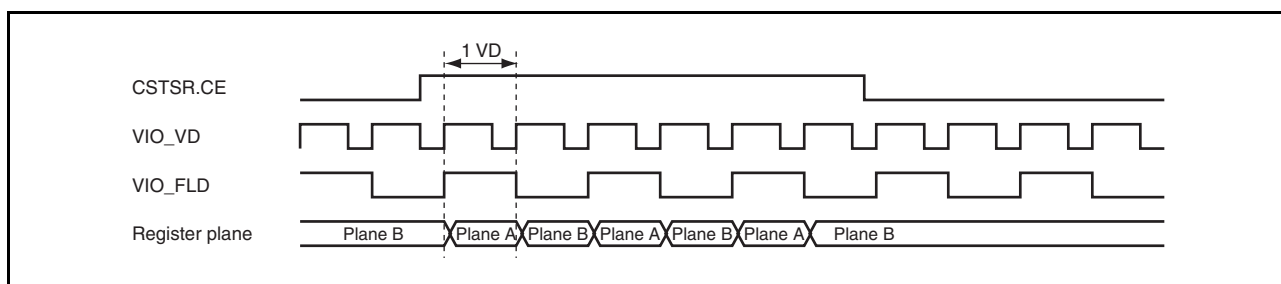 1 VD
CSTSR.CE
VIO_VD
VIO_FLD
Register plane Plane B Plane A Plane B Plane A Plane B Plane A Plane B